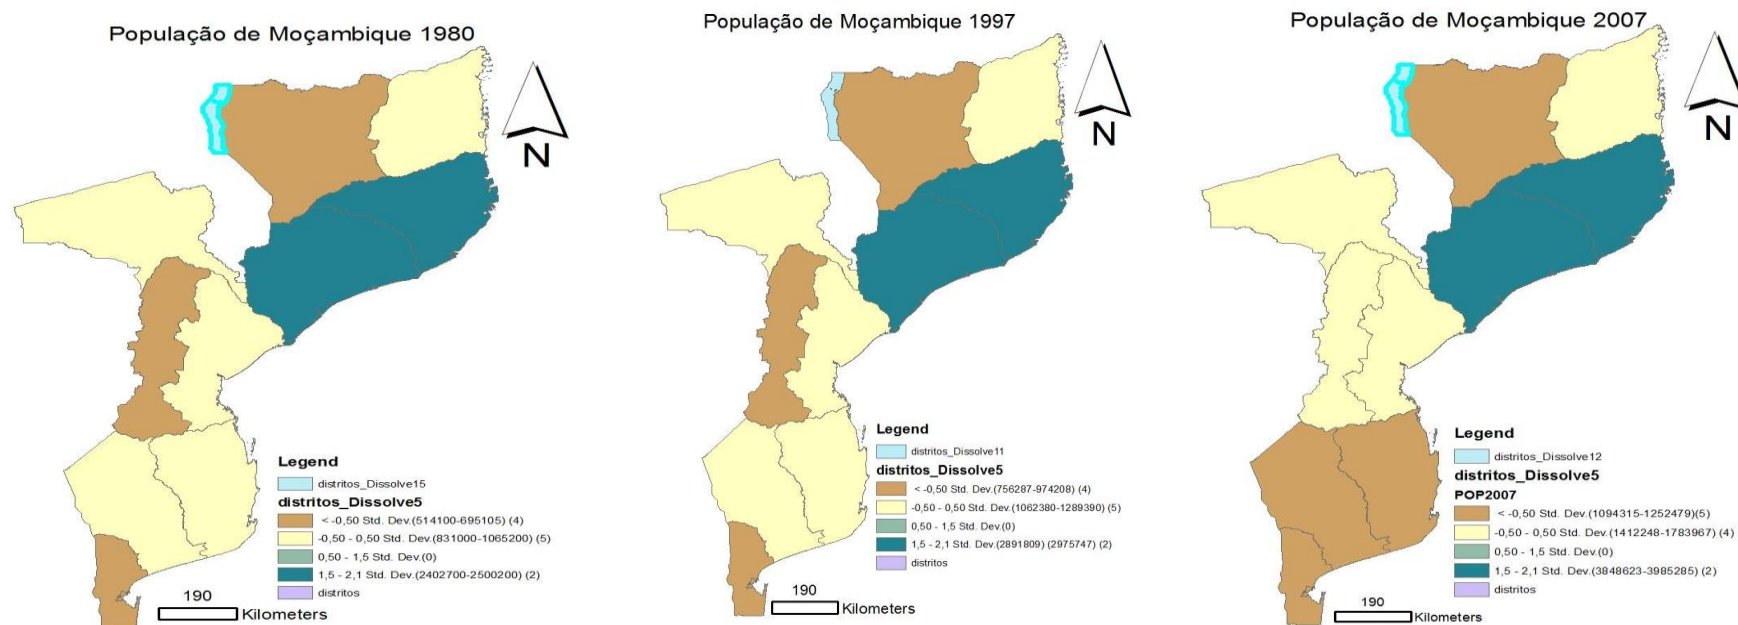 População de Moçambique 1980
N
Legend
distritos_Dissolve15
distritos_Dissolve5
< -0,50 Std. Dev.(514100-695105) (4)
-0,50 - 0,50 Std. Dev.(831000-1065200) (5)
0,50 - 1,5 Std. Dev.(0)
1,5 - 2,1 Std. Dev.(2402700-2500200) (2)
distritos
190
Kilometers
População de Moçambique 1997
N
Legend
distritos_Dissolve11
distritos_Dissolve5
< -0,50 Std. Dev.(756287-974208) (4)
-0,50 - 0,50 Std. Dev.(1062380-1289390) (5)
0,50 - 1,5 Std. Dev.(0)
1,5 - 2,1 Std. Dev.(2891809) (2975747) (2)
distritos
190
Kilometers
População de Moçambique 2007
N
Legend
distritos_Dissolve12
distritos_Dissolve5
POP2007
< -0,50 Std. Dev.(1094315-1252479)(5)
-0,50 - 0,50 Std. Dev.(1412248-1783967) (4)
0,50 - 1,5 Std. Dev.(0)
1,5 - 2,1 Std. Dev.(3848623-3985285) (2)
distritos
190
Kilometers